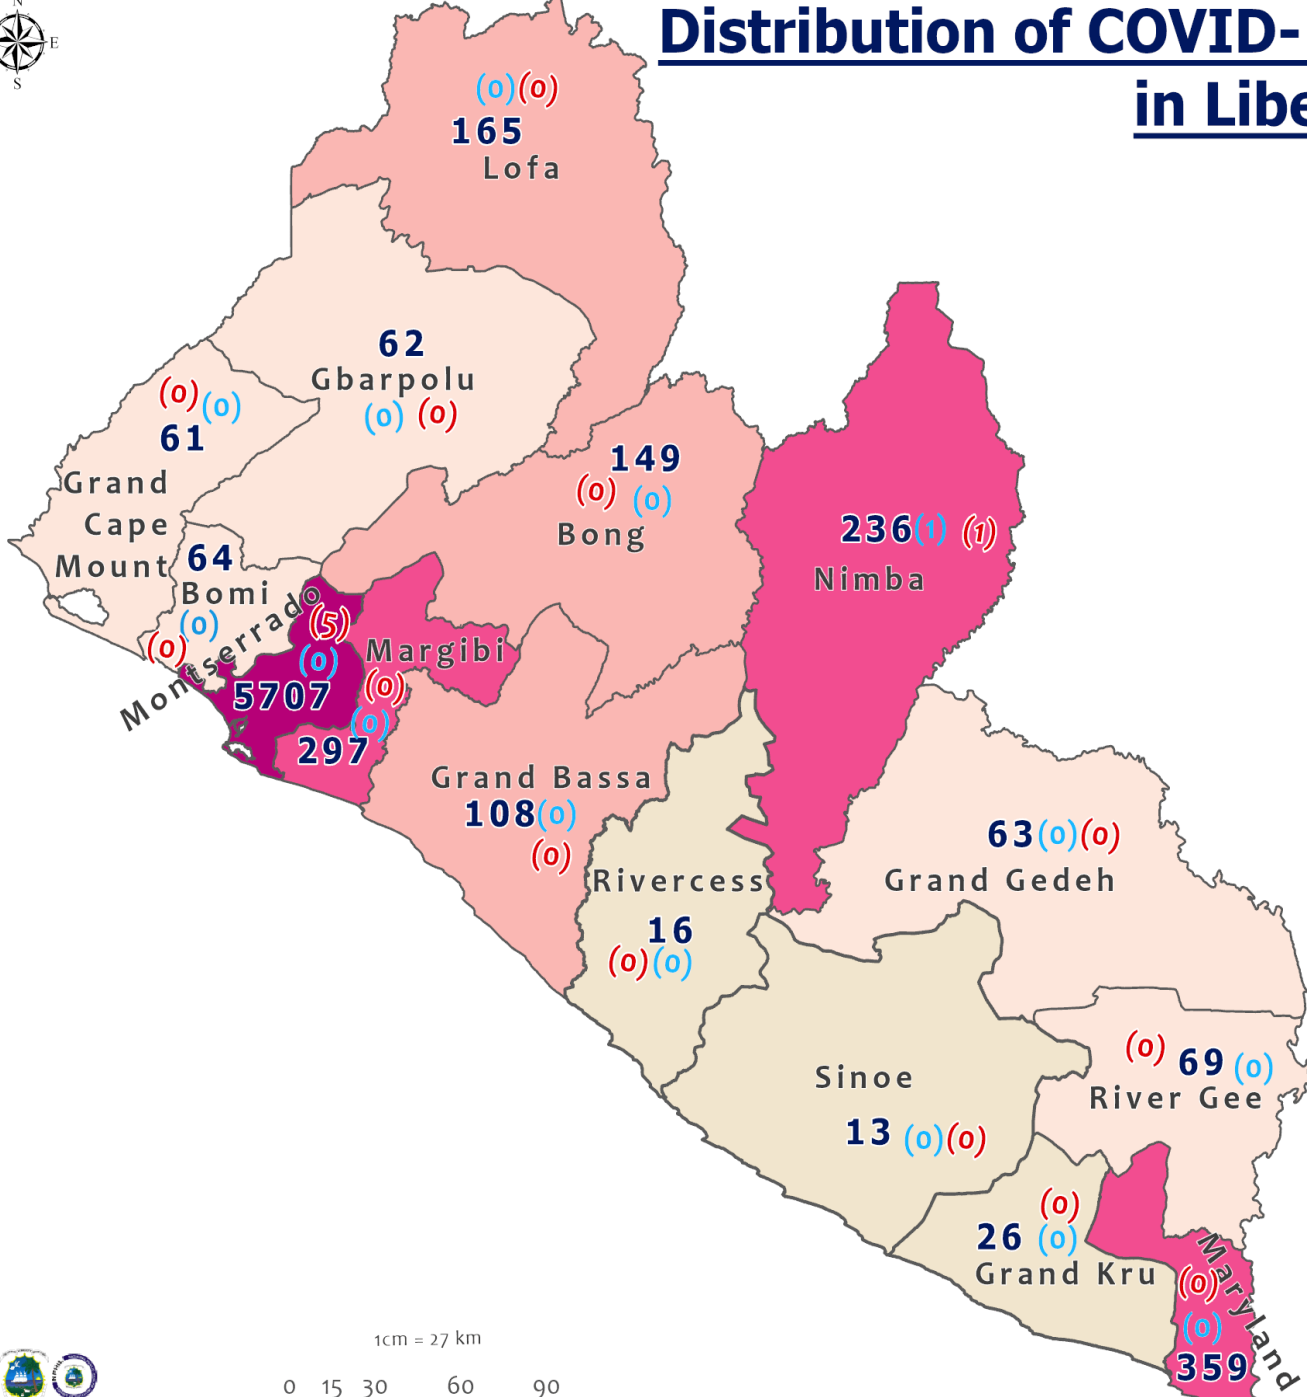 N
E
S
Distribution of COVID-
in Libe
(0)(0)
165
Lofa
62
Gbarpolu
(0) (0)
(0)(0)
61
Grand
Cape
Mount
149
(0) (0)
Bong
236(1) (1)
Nimba
64
Bomi
(0)
(0)
Montserrado
(5)
(0)
5707
Margibi
(0)
(0)
297
Grand Bassa
108(0)
(0)
Rivercess
16
(0)(0)
63(0)(0)
Grand Gedeh
(0) 69 (0)
River Gee
Sinoe
13 (0)(0)
(0)
26 (0)
Grand Kru
Maryland
(0)
(0)
359
1cm = 27 km
0 15 30 60 90